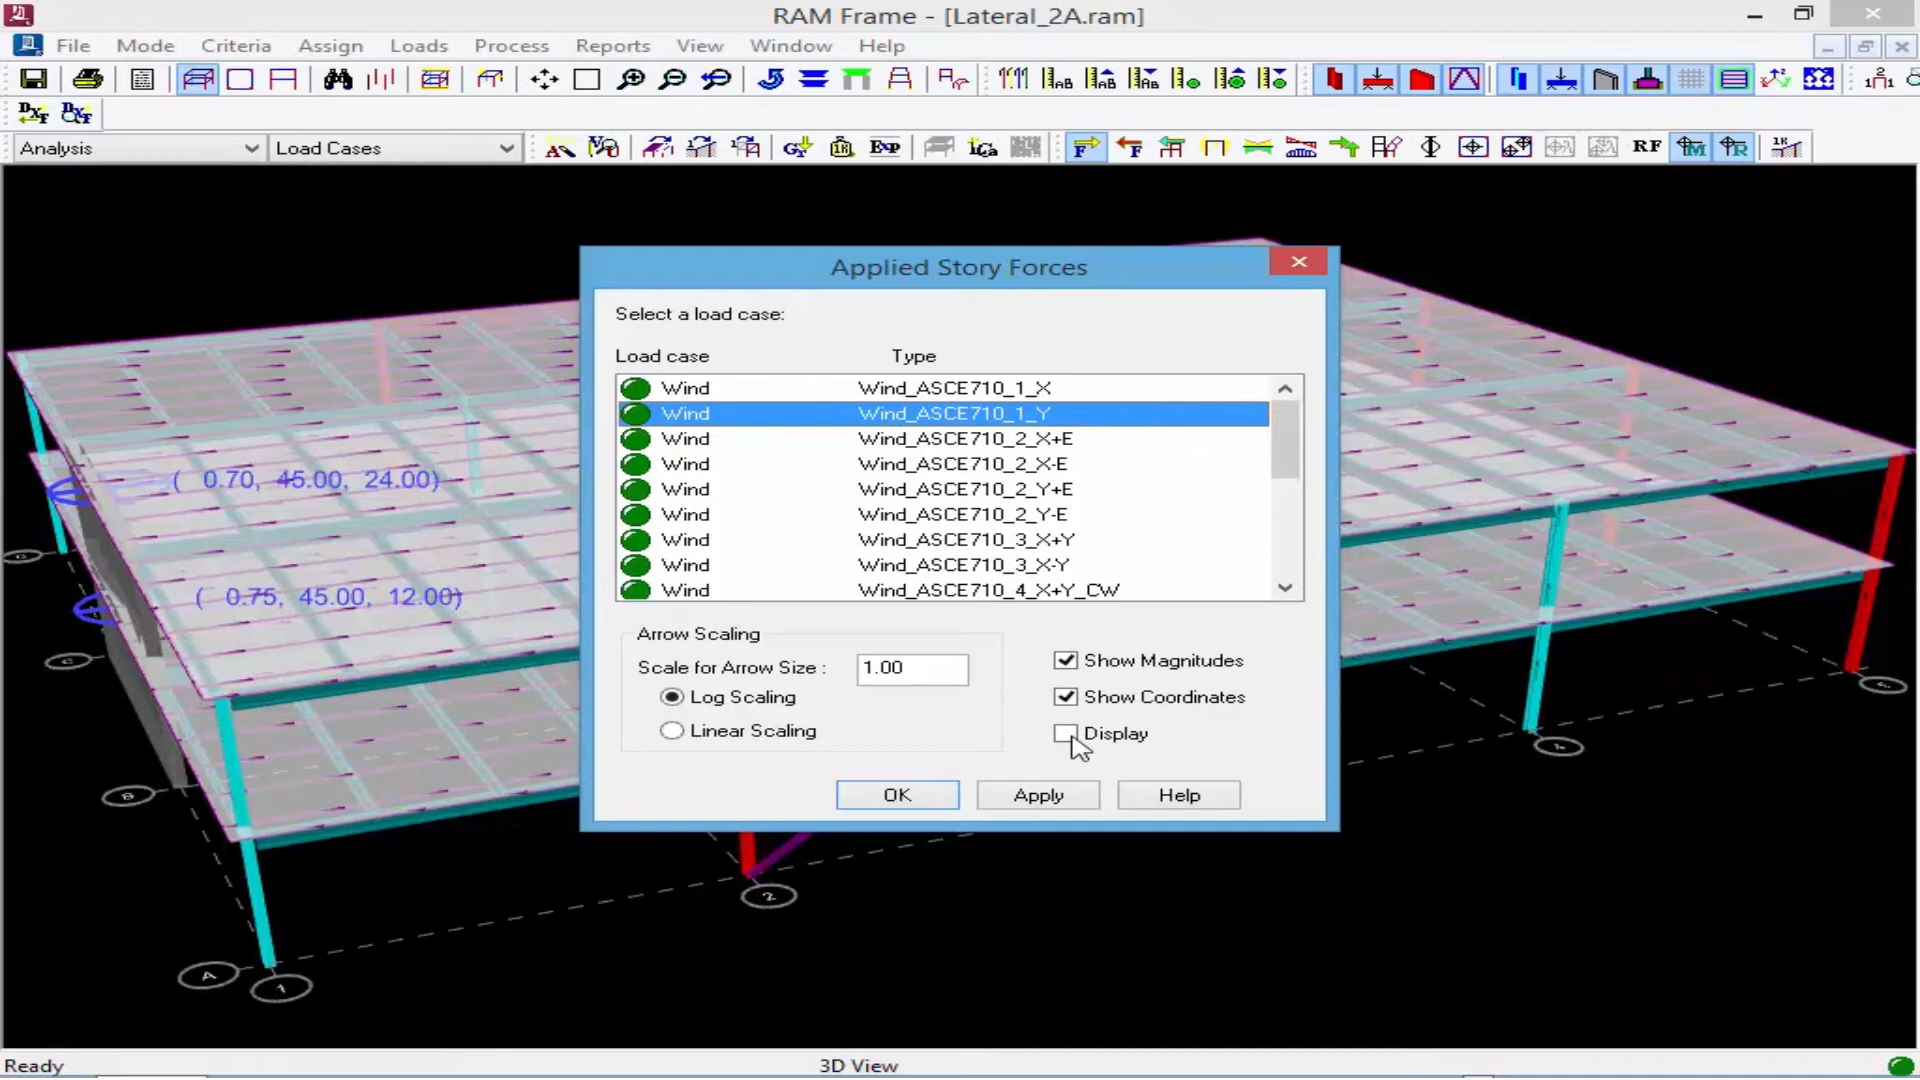 RAM Frame - [Lateral_2A.ram]
File Mode Criteria Assign Loads Process Reports View Window Help
Analysis Load Cases
EXP
RF
Applied Story Forces
Select a load case:
Load case Type
Wind Wind_ASCE710_1_X
Wind Wind_ASCE710_1_Y
Wind Wind_ASCE710_2_X+E
Wind Wind_ASCE710_2_X-E
Wind Wind_ASCE710_2_Y+E
Wind Wind_ASCE710_2_Y-E
Wind Wind_ASCE710_3_X+Y
Wind Wind_ASCE710_3_X-Y
Wind Wind_ASCE710_4_X+Y_CW
Arrow Scaling
Scale for Arrow Size : 1.00
Log Scaling
Linear Scaling
Show Magnitudes
Show Coordinates
Display
OK Apply Help
( 0.70, 45.00, 24.00)
( 0.75, 45.00, 12.00)
C
B
2
A
1
Ready 3D View